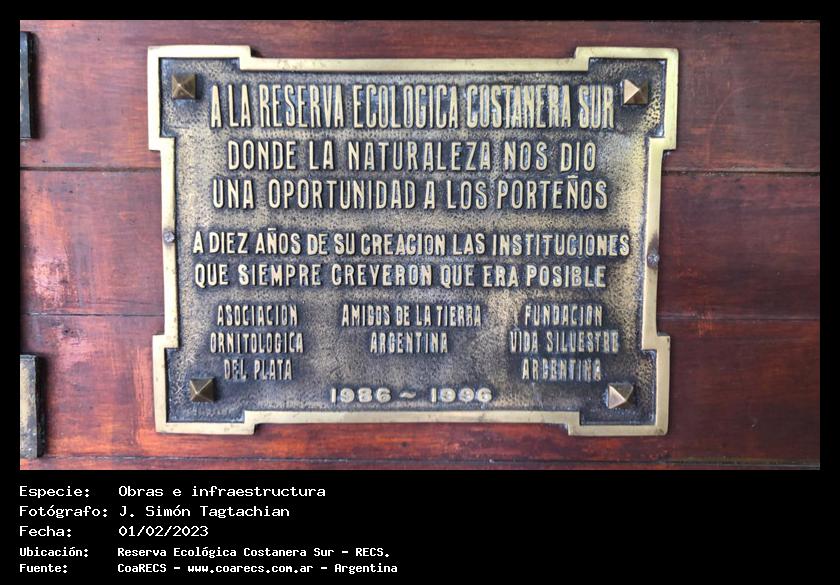 A LA RESERVA ECOLOGICA COSTANERA SUR
DONDE LA NATURALEZA NOS DIO
UNA OPORTUNIDAD A LOS PORTEÑOS
A DIEZ AÑOS DE SU CREACION LAS INSTITUCIONES
QUE SIEMPRE CREYERON QUE ERA POSIBLE
ASOCIACION
ORNITOLOGICA
DEL PLATA
AMIGOS DE LA TIERRA
ARGENTINA
FUNDACION
VIDA SILVESTRE
ARGENTINA
1986 ~ 1996
Especie: Obras e infraestructura
Fotógrafo: J. Simón Tagtachian
Fecha: 01/02/2023
Ubicación: Reserva Ecológica Costanera Sur - RECS.
Fuente: CoaRECS - www.coarecs.com.ar - Argentina